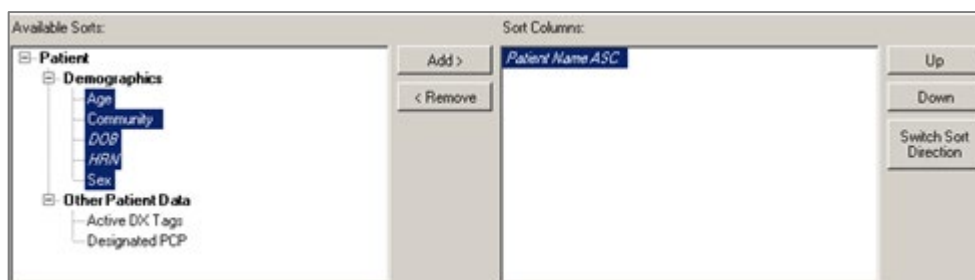 Available Sorts:
Patient
Demographics
Age
Community
DOB
HRN
Sex
Other Patient Data
Active DX Tags
Designated PCP
Add >
< Remove
Sort Columns:
Patient Name ASC
Up
Down
Switch Sort
Direction